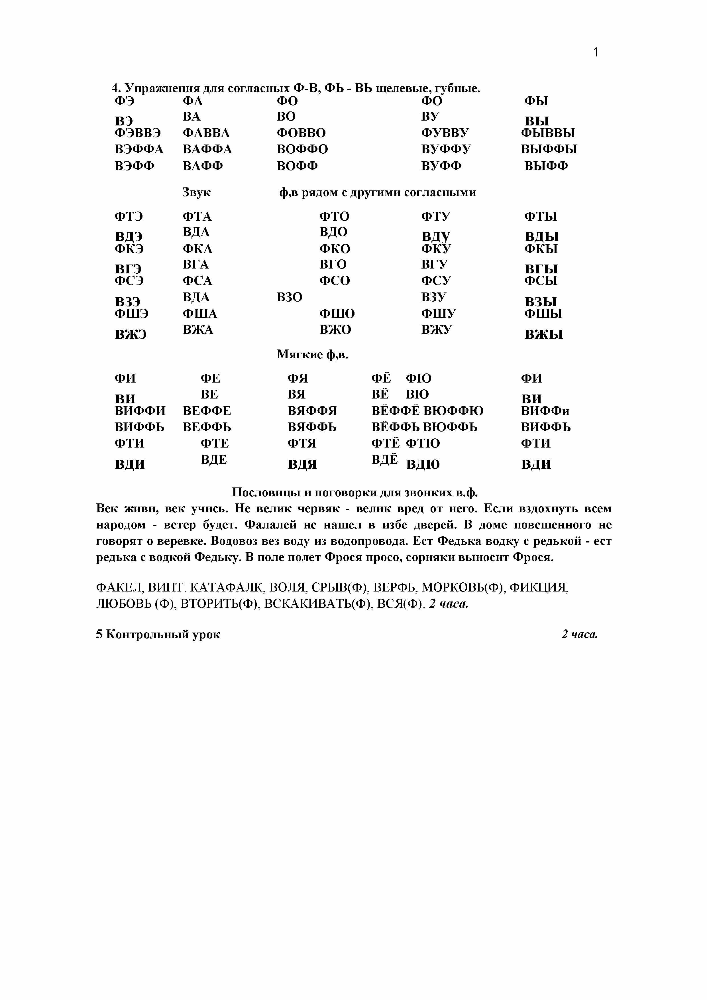 1
4. Упражнения для согласных Ф-В, ФЬ - ВЬ щелевые, губные.
ФЭ ФА ФО ФО ФЫ
ВЭ ВА ВО ВУ ВЫ
ФЭВВЭ ФАВВА ФОВВО ФУВВУ ФЫВВЫ
ВЭФФА ВАФФА ВОФФО ВУФФУ ВЫФФЫ
ВЭФФ ВАФФ ВОФФ ВУФФ ВЫФФ
Звук ф,в рядом с другими согласными
ФТЭ ФТА ФТО ФТУ ФТЫ
ВДЭ ВДА ВДО ВДУ ВДЫ
ФКЭ ФКА ФКО ФКУ ФКЫ
ВГЭ ВГА ВГО ВГУ ВГЫ
ФСЭ ФСА ФСО ФСУ ФСЫ
ВЗЭ ВДА ВЗО ВЗУ ВЗЫ
ФШЭ ФША ФШО ФШУ ФШЫ
ВЖЭ ВЖА ВЖО ВЖУ ВЖЫ
Мягкие ф,в.
ФИ ФЕ ФЯ ФЁ ФЮ ФИ
ВИ ВЕ ВЯ ВЁ ВЮ ВИ
ВИФФИ ВЕФФЕ ВЯФФЯ ВЁФФЁ ВЮФФЮ ВИФФи
ВИФФЬ ВЕФФЬ ВЯФФЬ ВЁФФЬ ВЮФФЬ ВИФФЬ
ФТИ ФТЕ ФТЯ ФТЁ ФТЮ ФТИ
ВДИ ВДЕ ВДЯ ВДЁ ВДЮ ВДИ
Пословицы и поговорки для звонких в.ф.
Век живи, век учись. Не велик червяк - велик вред от него. Если вздохнуть всем
народом - ветер будет. Фалалей не нашел в избе дверей. В доме повешенного не
говорят о веревке. Водовоз вез воду из водопровода. Ест Федька водку с редькой - ест
редька с водкой Федьку. В поле полет Фрося просо, сорняки выносит Фрося.
ФАКЕЛ, ВИНТ. КАТАФАЛК, ВОЛЯ, СРЫВ(Ф), ВЕРФЬ, МОРКОВЬ(Ф), ФИКЦИЯ,
ЛЮБОВЬ (Ф), ВТОРИТЬ(Ф), ВСКАКИВАТЬ(Ф), ВСЯ(Ф). 2 часа.
5 Контрольный урок 2 часа.